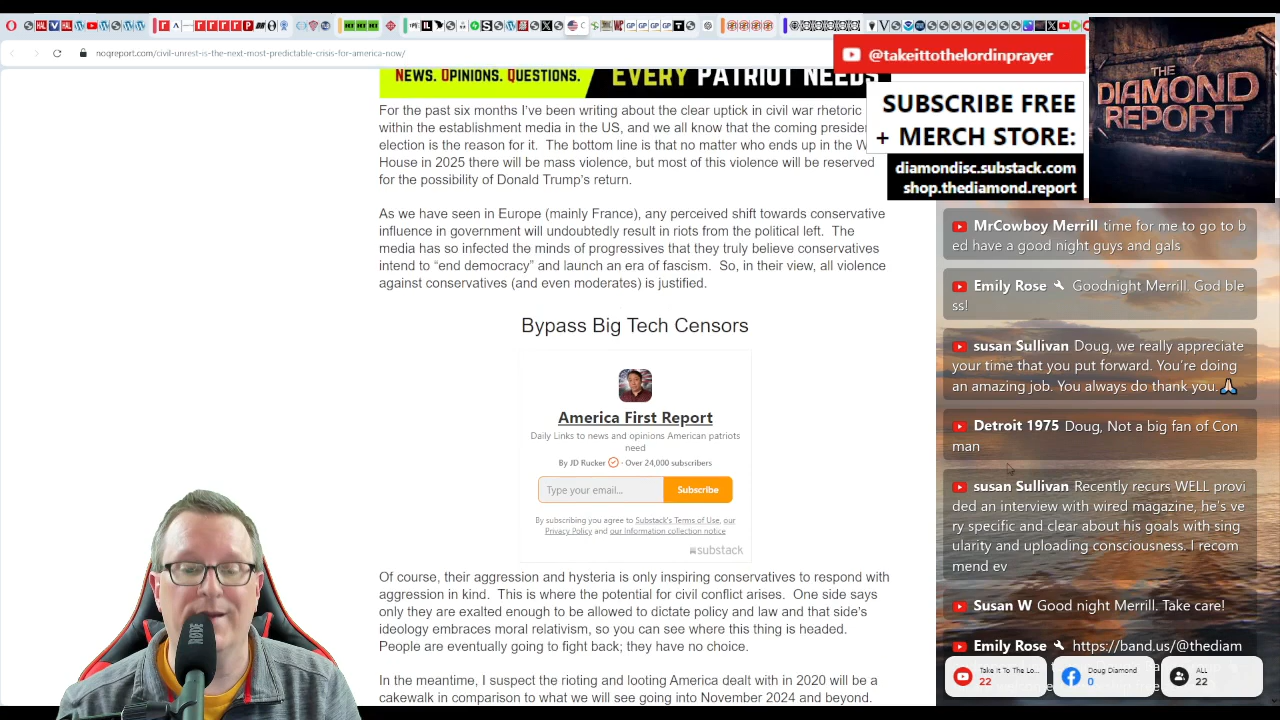 noqreport.com/civil-unrest-is-the-next-most-predictable-crisis-for-america-now/
@takeittothelordinprayer
NEWS. OPINIONS. QUESTIONS.
EVERY PATRIOT NEEDS
SUBSCRIBE FREE
+ MERCH STORE:
diamondisc.substack.com
shop.thediamond.report
THE
DIAMOND
REPORT
For the past six months I've been writing about the clear uptick in civil war rhetoric
within the establishment media in the US, and we all know that the coming presiden
election is the reason for it. The bottom line is that no matter who ends up in the W
House in 2025 there will be mass violence, but most of this violence will be reserved
for the possibility of Donald Trump's return.
As we have seen in Europe (mainly France), any perceived shift towards conservative
influence in government will undoubtedly result in riots from the political left. The
media has so infected the minds of progressives that they truly believe conservatives
intend to “end democracy” and launch an era of fascism. So, in their view, all violence
against conservatives (and even moderates) is justified.
Bypass Big Tech Censors
America First Report
Daily Links to news and opinions American patriots
need
By JD Rucker · Over 24,000 subscribers
Type your email...
Subscribe
By subscribing you agree to Substack's Terms of Use, our
Privacy Policy and our Information collection notice
substack
Of course, their aggression and hysteria is only inspiring conservatives to respond with
aggression in kind. This is where the potential for civil conflict arises. One side says
only they are exalted enough to be allowed to dictate policy and law and that side's
ideology embraces moral relativism, so you can see where this thing is headed.
People are eventually going to fight back; they have no choice.
In the meantime, I suspect the rioting and looting America dealt with in 2020 will be a
cakewalk in comparison to what we will see going into November 2024 and beyond.
MrCowboy Merrill time for me to go to b
ed have a good night guys and gals
Emily Rose Goodnight Merrill. God ble
ss!
susan Sullivan Doug, we really appreciate
your time that you put forward. You're doing
an amazing job. You always do thank you.
Detroit 1975 Doug, Not a big fan of Con
man
susan Sullivan Recently recurs WELL provi
ded an interview with wired magazine, he's ve
ry specific and clear about his goals with sing
ularity and uploading consciousness. I recom
mend ev
Susan W Good night Merrill. Take care!
Emily Rose https://band.us/@thediam
Take It To The Lo...
22
Doug Diamond
0
ALL
22